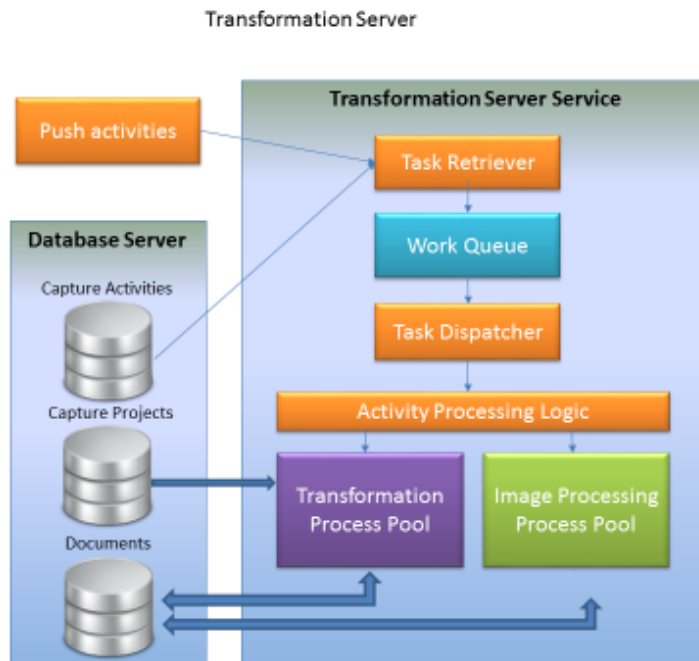 Transformation Server
Transformation Server Service
Push activities
Task Retriever
Database Server
Work Queue
Capture Activities
Task Dispatcher
Capture Projects
Activity Processing Logic
Transformation
Process Pool
Image Processing
Process Pool
Documents